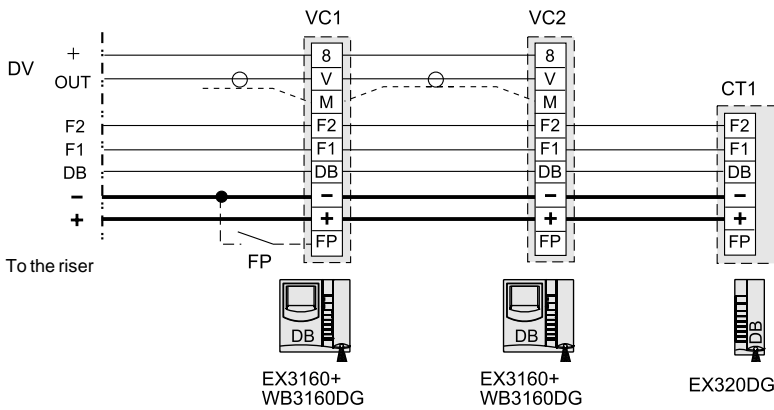 VC1 VC2
+ 8 8
DV
OUT V V
M M CT1
F2 F2 F2 F2
F1 F1 F1 F1
DB DB DB DB
− − − −
+ + + +
FP FP FP
FP
To the riser
DB DB DB
EX3160+ EX3160+ EX320DG
WB3160DG WB3160DG